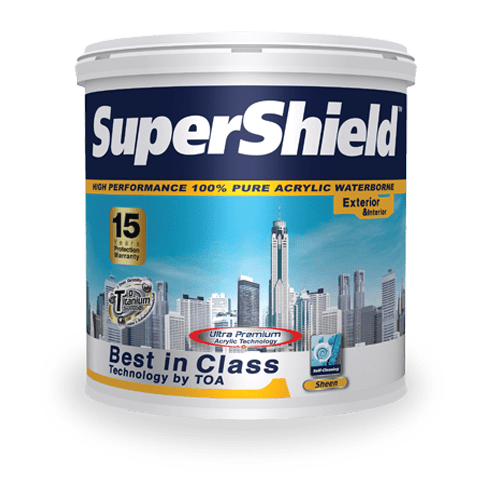 SuperShield™
HIGH PERFORMANCE 100% PURE ACRYLIC WATERBORNE
Exterior
&Interior
15
Years
Protection
Warranty
Titanium
Ultra Premium
Acrylic Technology
Best in Class
Technology by TOA
Self-Cleaning
Sheen